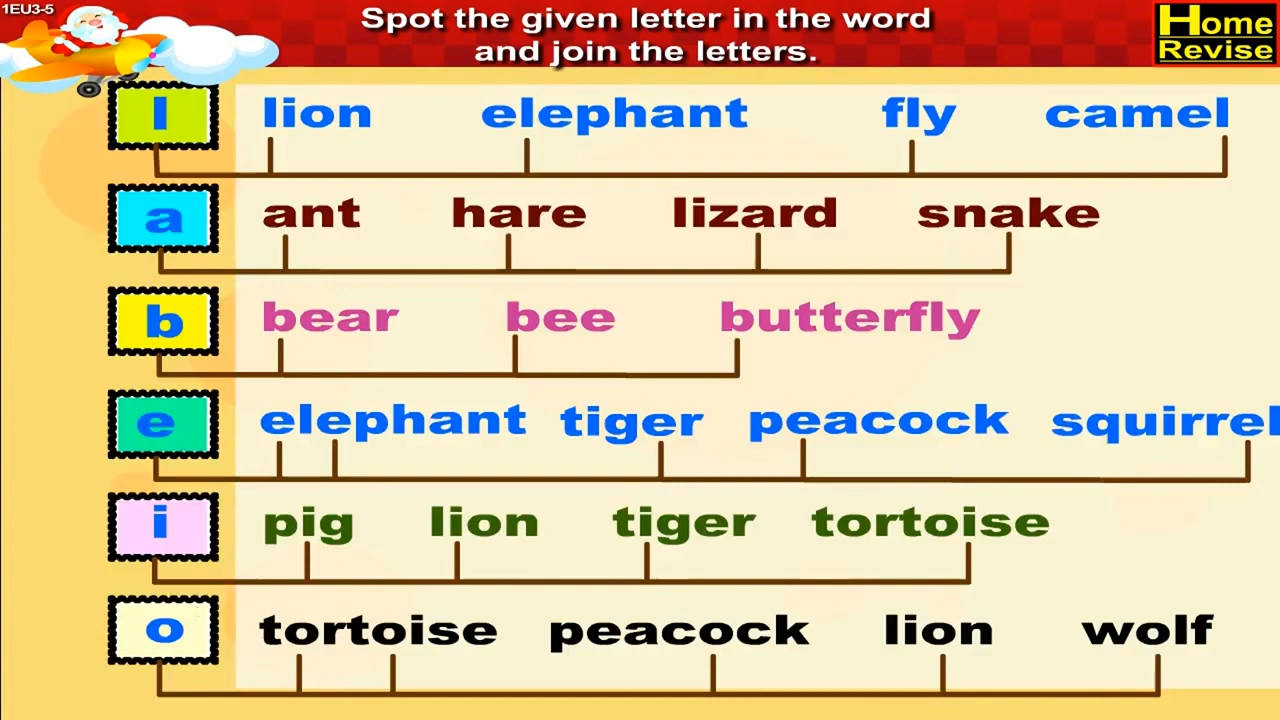 1EU3-5
Spot the given letter in the word
and join the letters.
Home
Revise
l lion elephant fly camel
a ant hare lizard snake
b bear bee butterfly
e elephant tiger peacock squirrel
i pig lion tiger tortoise
o tortoise peacock lion wolf